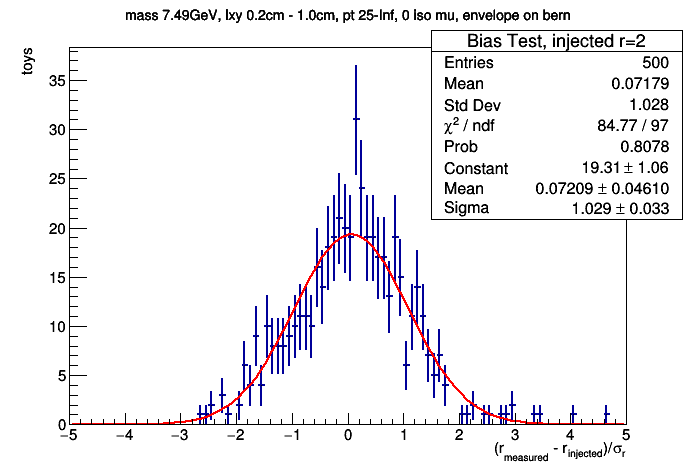 mass 7.49GeV, lxy 0.2cm - 1.0cm, pt 25-Inf, 0 Iso mu, envelope on bern
Bias Test, injected r=2
Entries 500
Mean 0.07179
Std Dev 1.028
χ² / ndf 84.77 / 97
Prob 0.8078
Constant 19.31 ± 1.06
Mean 0.07209 ± 0.04610
Sigma 1.029 ± 0.033
toys
35
30
25
20
15
10
5
0
−5 −4 −3 −2 −1 0 1 2 3 4 5
(r_measured - r_injected)/σ_r